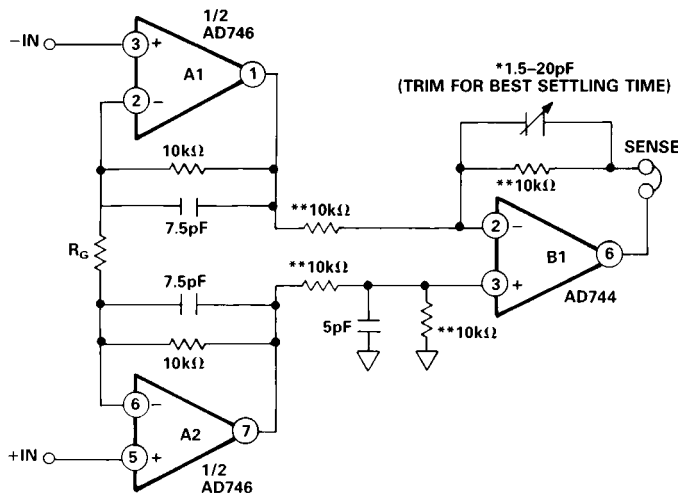 1/2
AD746
−IN
3
+
A1
1
2
−
*1.5–20pF
(TRIM FOR BEST SETTLING TIME)
10kΩ
SENSE
7.5pF
**10kΩ
**10kΩ
2
−
RG
B1
6
7.5pF
**10kΩ
3
+
AD744
5pF
**10kΩ
10kΩ
6
−
A2
7
+IN
5
+
1/2
AD746